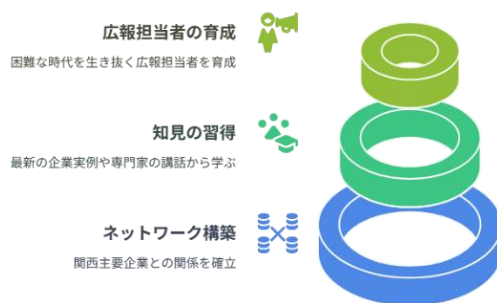 広報担当者の育成
困難な時代を生き抜く広報担当者を育成
知見の習得
最新の企業実例や専門家の講話から学ぶ
ネットワーク構築
関西主要企業との関係を確立